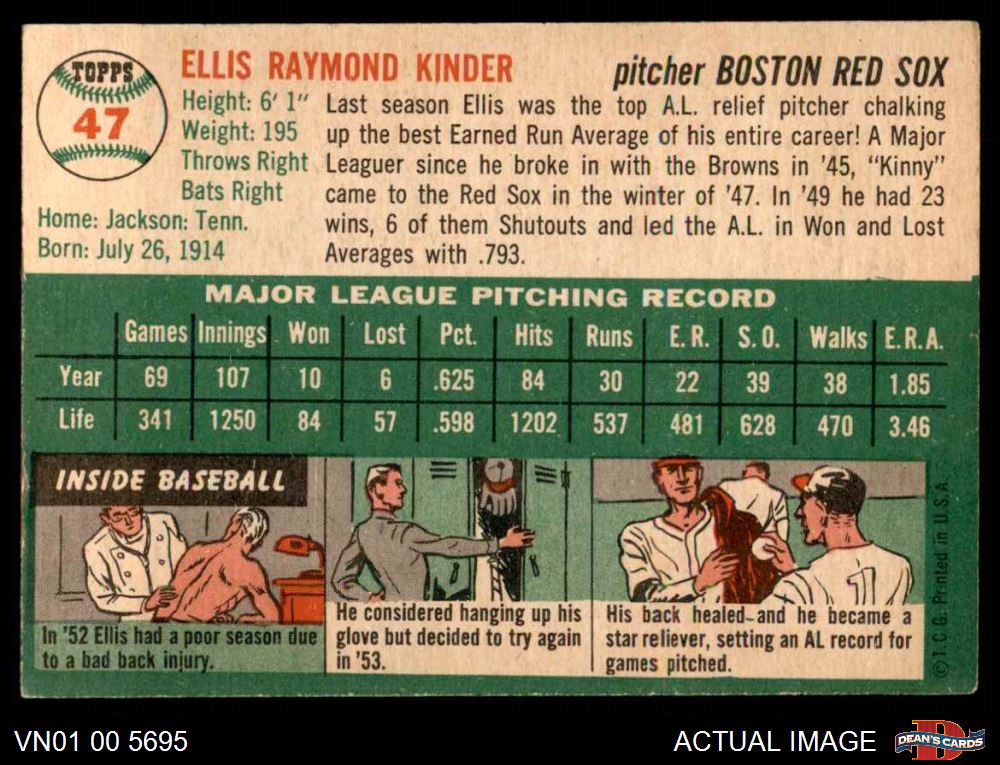 TOPPS
47
ELLIS RAYMOND KINDER
pitcher BOSTON RED SOX
Height: 6' 1"
Weight: 195
Throws Right
Bats Right
Home: Jackson: Tenn.
Born: July 26, 1914
Last season Ellis was the top A.L. relief pitcher chalking
up the best Earned Run Average of his entire career! A Major
Leaguer since he broke in with the Browns in '45, "Kinny"
came to the Red Sox in the winter of '47. In '49 he had 23
wins, 6 of them Shutouts and led the A.L. in Won and Lost
Averages with .793.
MAJOR LEAGUE PITCHING RECORD
Games Innings Won Lost Pct. Hits Runs E.R. S.O. Walks E.R.A.
Year 69 107 10 6 .625 84 30 22 39 38 1.85
Life 341 1250 84 57 .598 1202 537 481 628 470 3.46
INSIDE BASEBALL
In '52 Ellis had a poor season due
to a bad back injury.
He considered hanging up his
glove but decided to try again
in '53.
1
His back healed-and he became a
star reliever, setting an AL record for
games pitched.
© T.C.G. Printed in U.S.A.
VN01 00 5695
ACTUAL IMAGE
DEAN'S CARDS